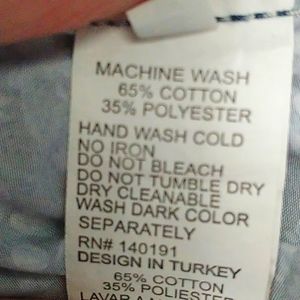 MACHINE WASH
65% COTTON
35% POLYESTER
HAND WASH COLD
NO IRON
DO NOT BLEACH
DO NOT TUMBLE DRY
DRY CLEANABLE
WASH DARK COLOR
SEPARATELY
RN# 140191
DESIGN IN TURKEY
65% COTTON
35% POLIESTER
LAVAR A